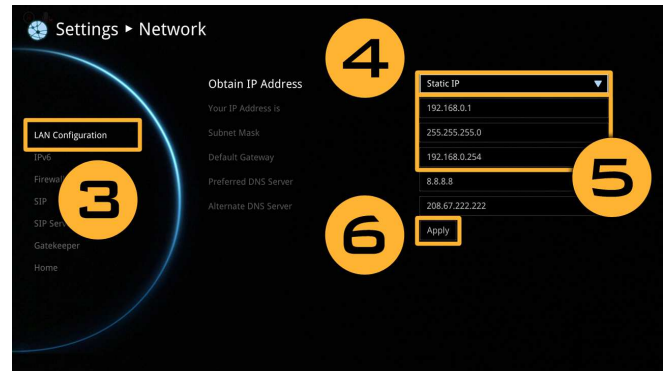 Settings ▸ Network
4
Obtain IP Address
Static IP
Your IP Address is
192.168.0.1
LAN Configuration
Subnet Mask
255.255.255.0
IPv6
Default Gateway
192.168.0.254
5
3
Preferred DNS Server
8.8.8.8
SIP
Alternate DNS Server
208.67.222.222
6
Apply
Gatekeeper
Home